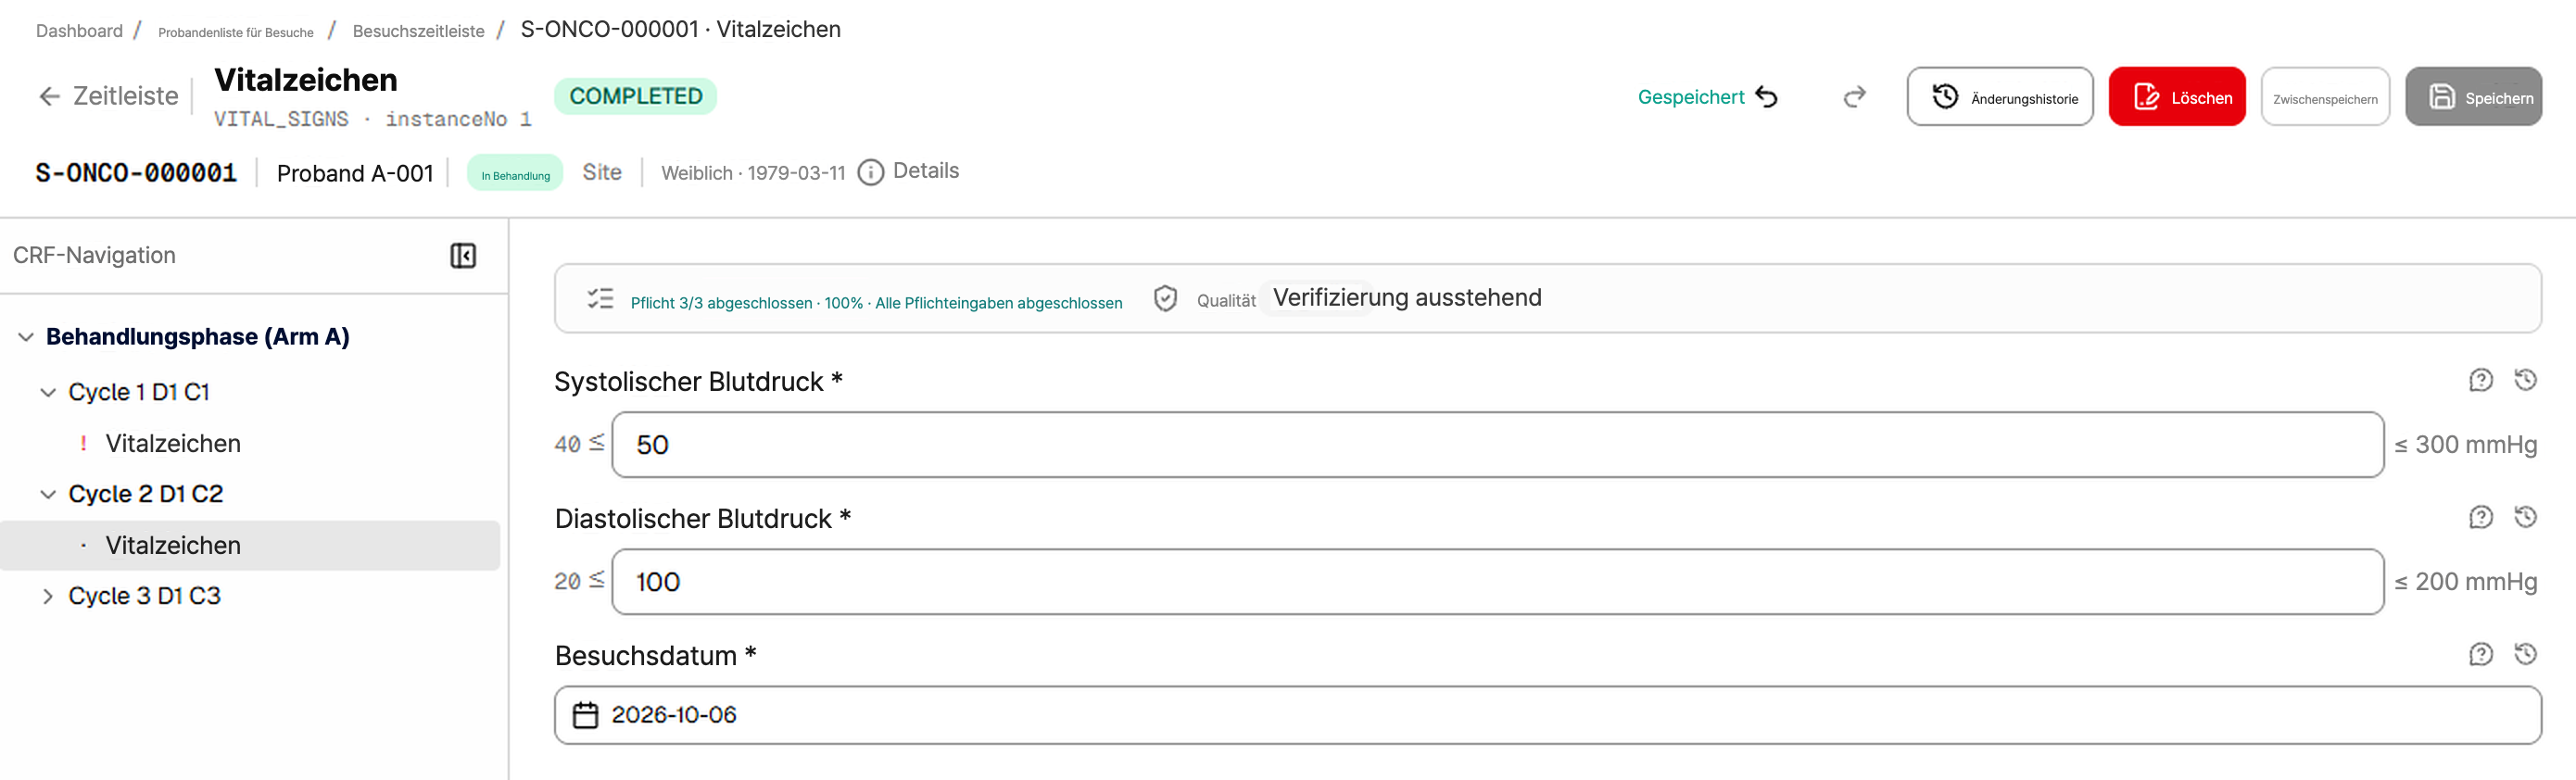 Dashboard / Probandenliste für Besuche / Besuchszeitleiste / S-ONCO-000001 · Vitalzeichen
Zeitleiste
Vitalzeichen
COMPLETED
VITAL_SIGNS · instanceNo 1
Gespeichert
Änderungshistorie
Löschen
Zwischenspeichern
Speichern
S-ONCO-000001
Proband A-001
In Behandlung
Site
Weiblich · 1979-03-11
Details
CRF-Navigation
Behandlungsphase (Arm A)
Cycle 1 D1 C1
! Vitalzeichen
Cycle 2 D1 C2
· Vitalzeichen
Cycle 3 D1 C3
Pflicht 3/3 abgeschlossen · 100% · Alle Pflichteingaben abgeschlossen
Qualität Verifizierung ausstehend
Systolischer Blutdruck *
40 ≤ 50 ≤ 300 mmHg
Diastolischer Blutdruck *
20 ≤ 100 ≤ 200 mmHg
Besuchsdatum *
2026-10-06